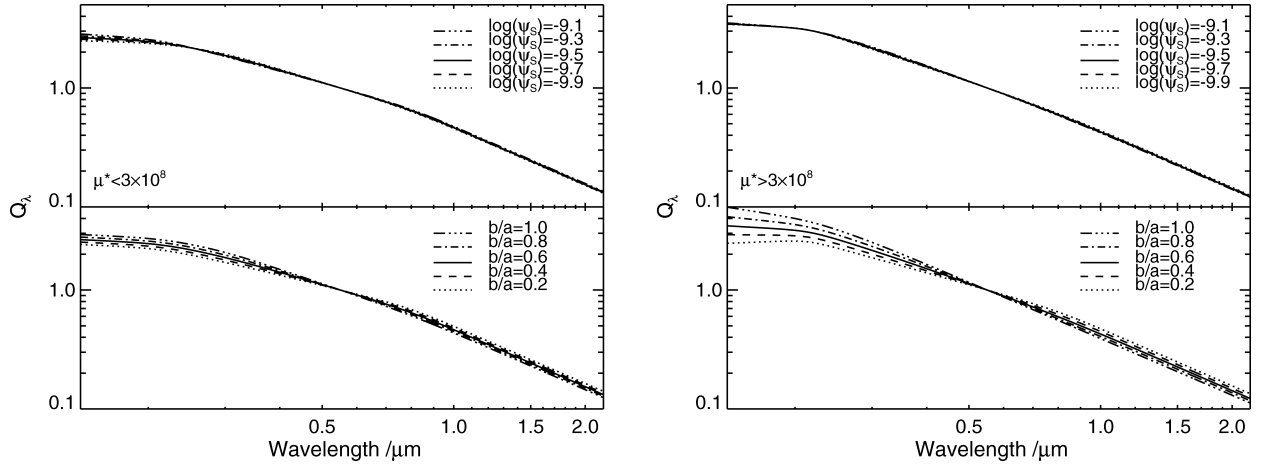 log(ψS)=-9.1
log(ψS)=-9.3
log(ψS)=-9.5
log(ψS)=-9.7
log(ψS)=-9.9
1.0
μ*<3×10⁸
0.1
Qλ
b/a=1.0
b/a=0.8
b/a=0.6
b/a=0.4
b/a=0.2
1.0
0.1
0.5 1.0 1.5 2.0
Wavelength /μm
log(ψS)=-9.1
log(ψS)=-9.3
log(ψS)=-9.5
log(ψS)=-9.7
log(ψS)=-9.9
1.0
μ*>3×10⁸
0.1
Qλ
b/a=1.0
b/a=0.8
b/a=0.6
b/a=0.4
b/a=0.2
1.0
0.1
0.5 1.0 1.5 2.0
Wavelength /μm